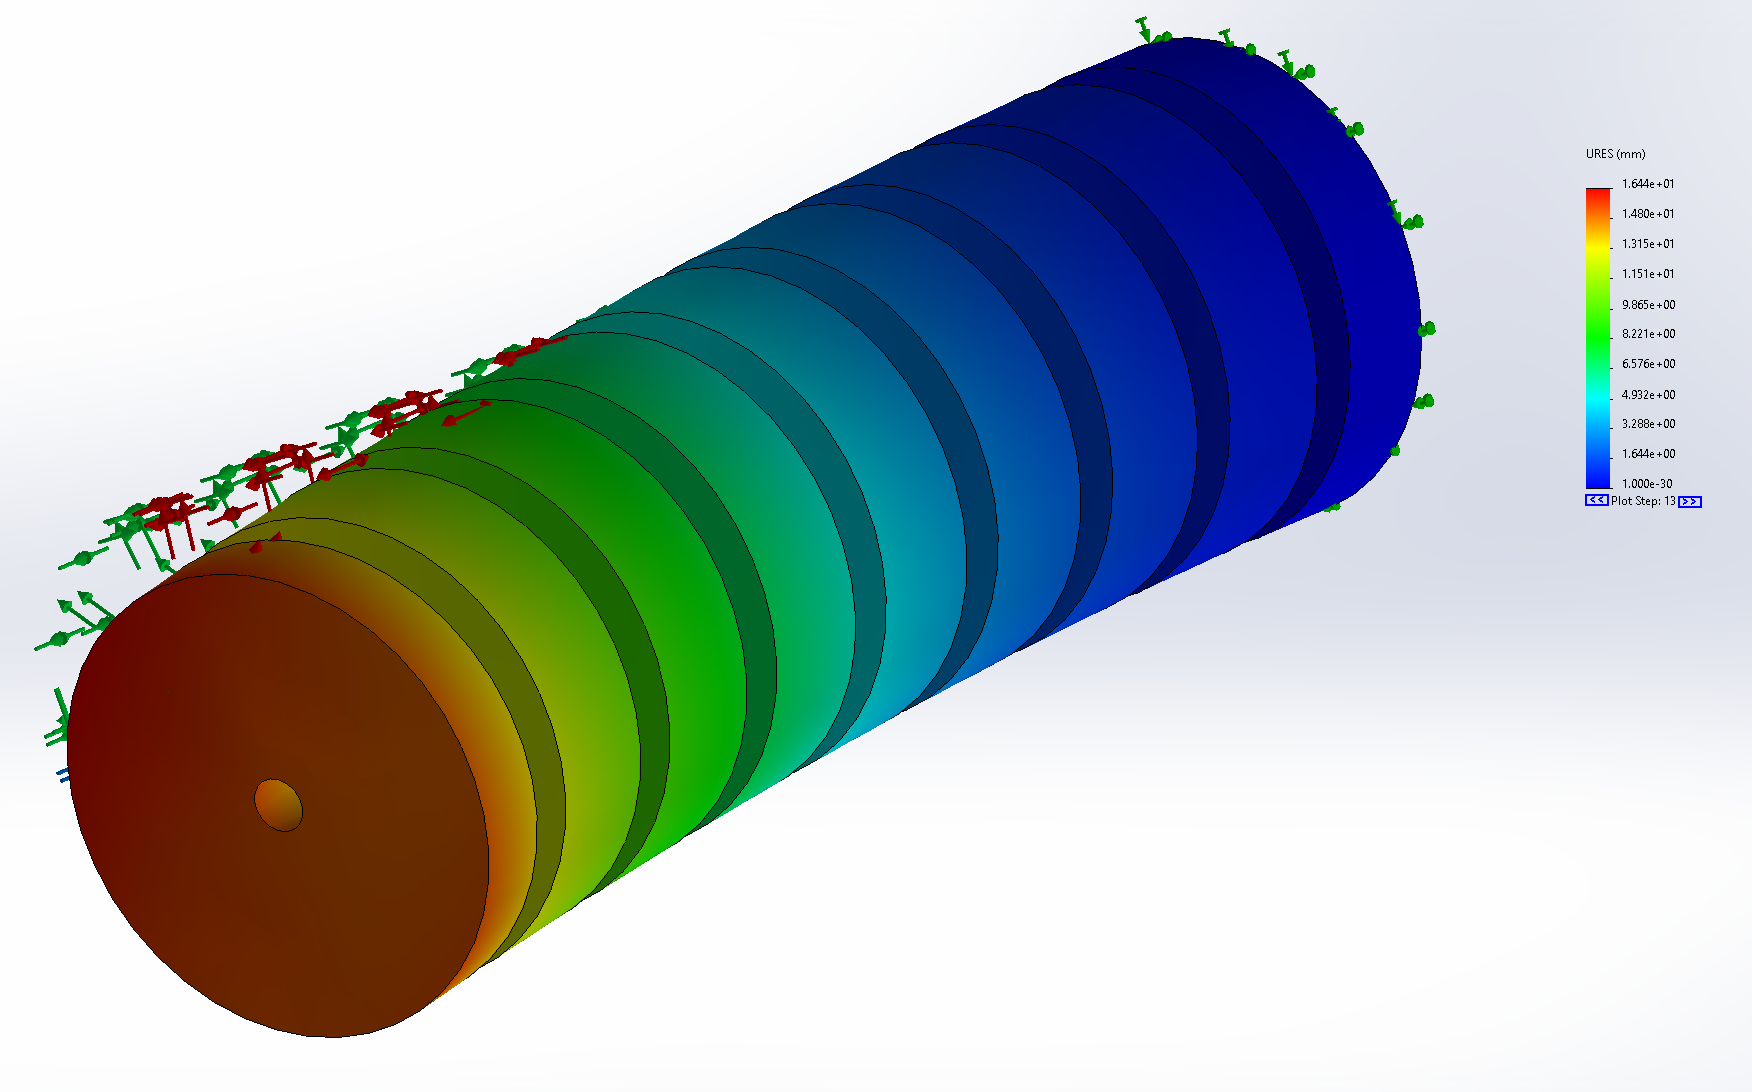 URES (mm)
1.644e+01
1.480e+01
1.315e+01
1.151e+01
9.865e+00
8.221e+00
6.576e+00
4.932e+00
3.288e+00
1.644e+00
1.000e-30
<< Plot Step: 13 >>